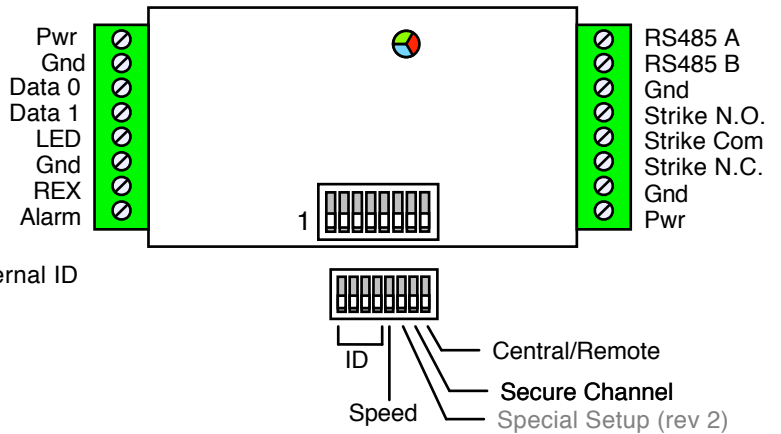 Pwr
Gnd
Data 0
Data 1
LED
Gnd
REX
Alarm
RS485 A
RS485 B
Gnd
Strike N.O.
Strike Com
Strike N.C.
Gnd
Pwr
1
ernal ID
ID
Speed
Central/Remote
Secure Channel
Special Setup (rev 2)